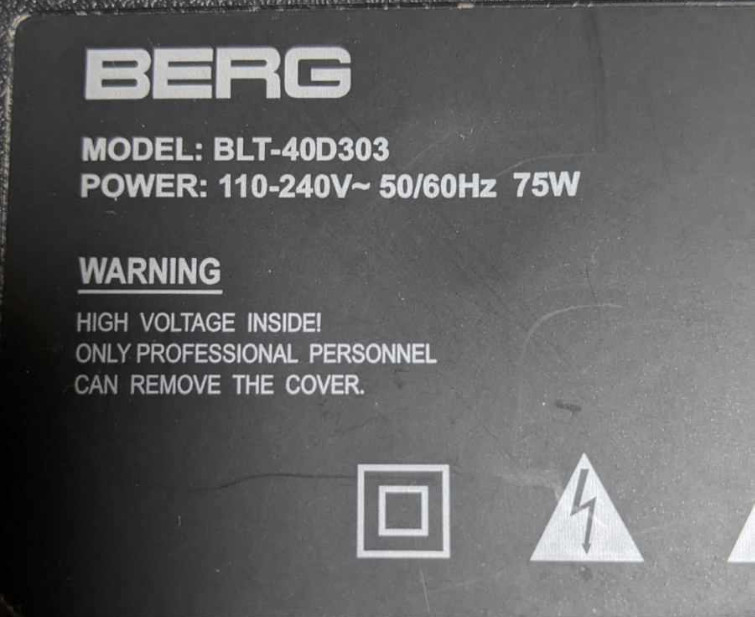 BERG
MODEL: BLT-40D303
POWER: 110-240V~ 50/60Hz 75W
WARNING
HIGH VOLTAGE INSIDE!
ONLY PROFESSIONAL PERSONNEL
CAN REMOVE THE COVER.